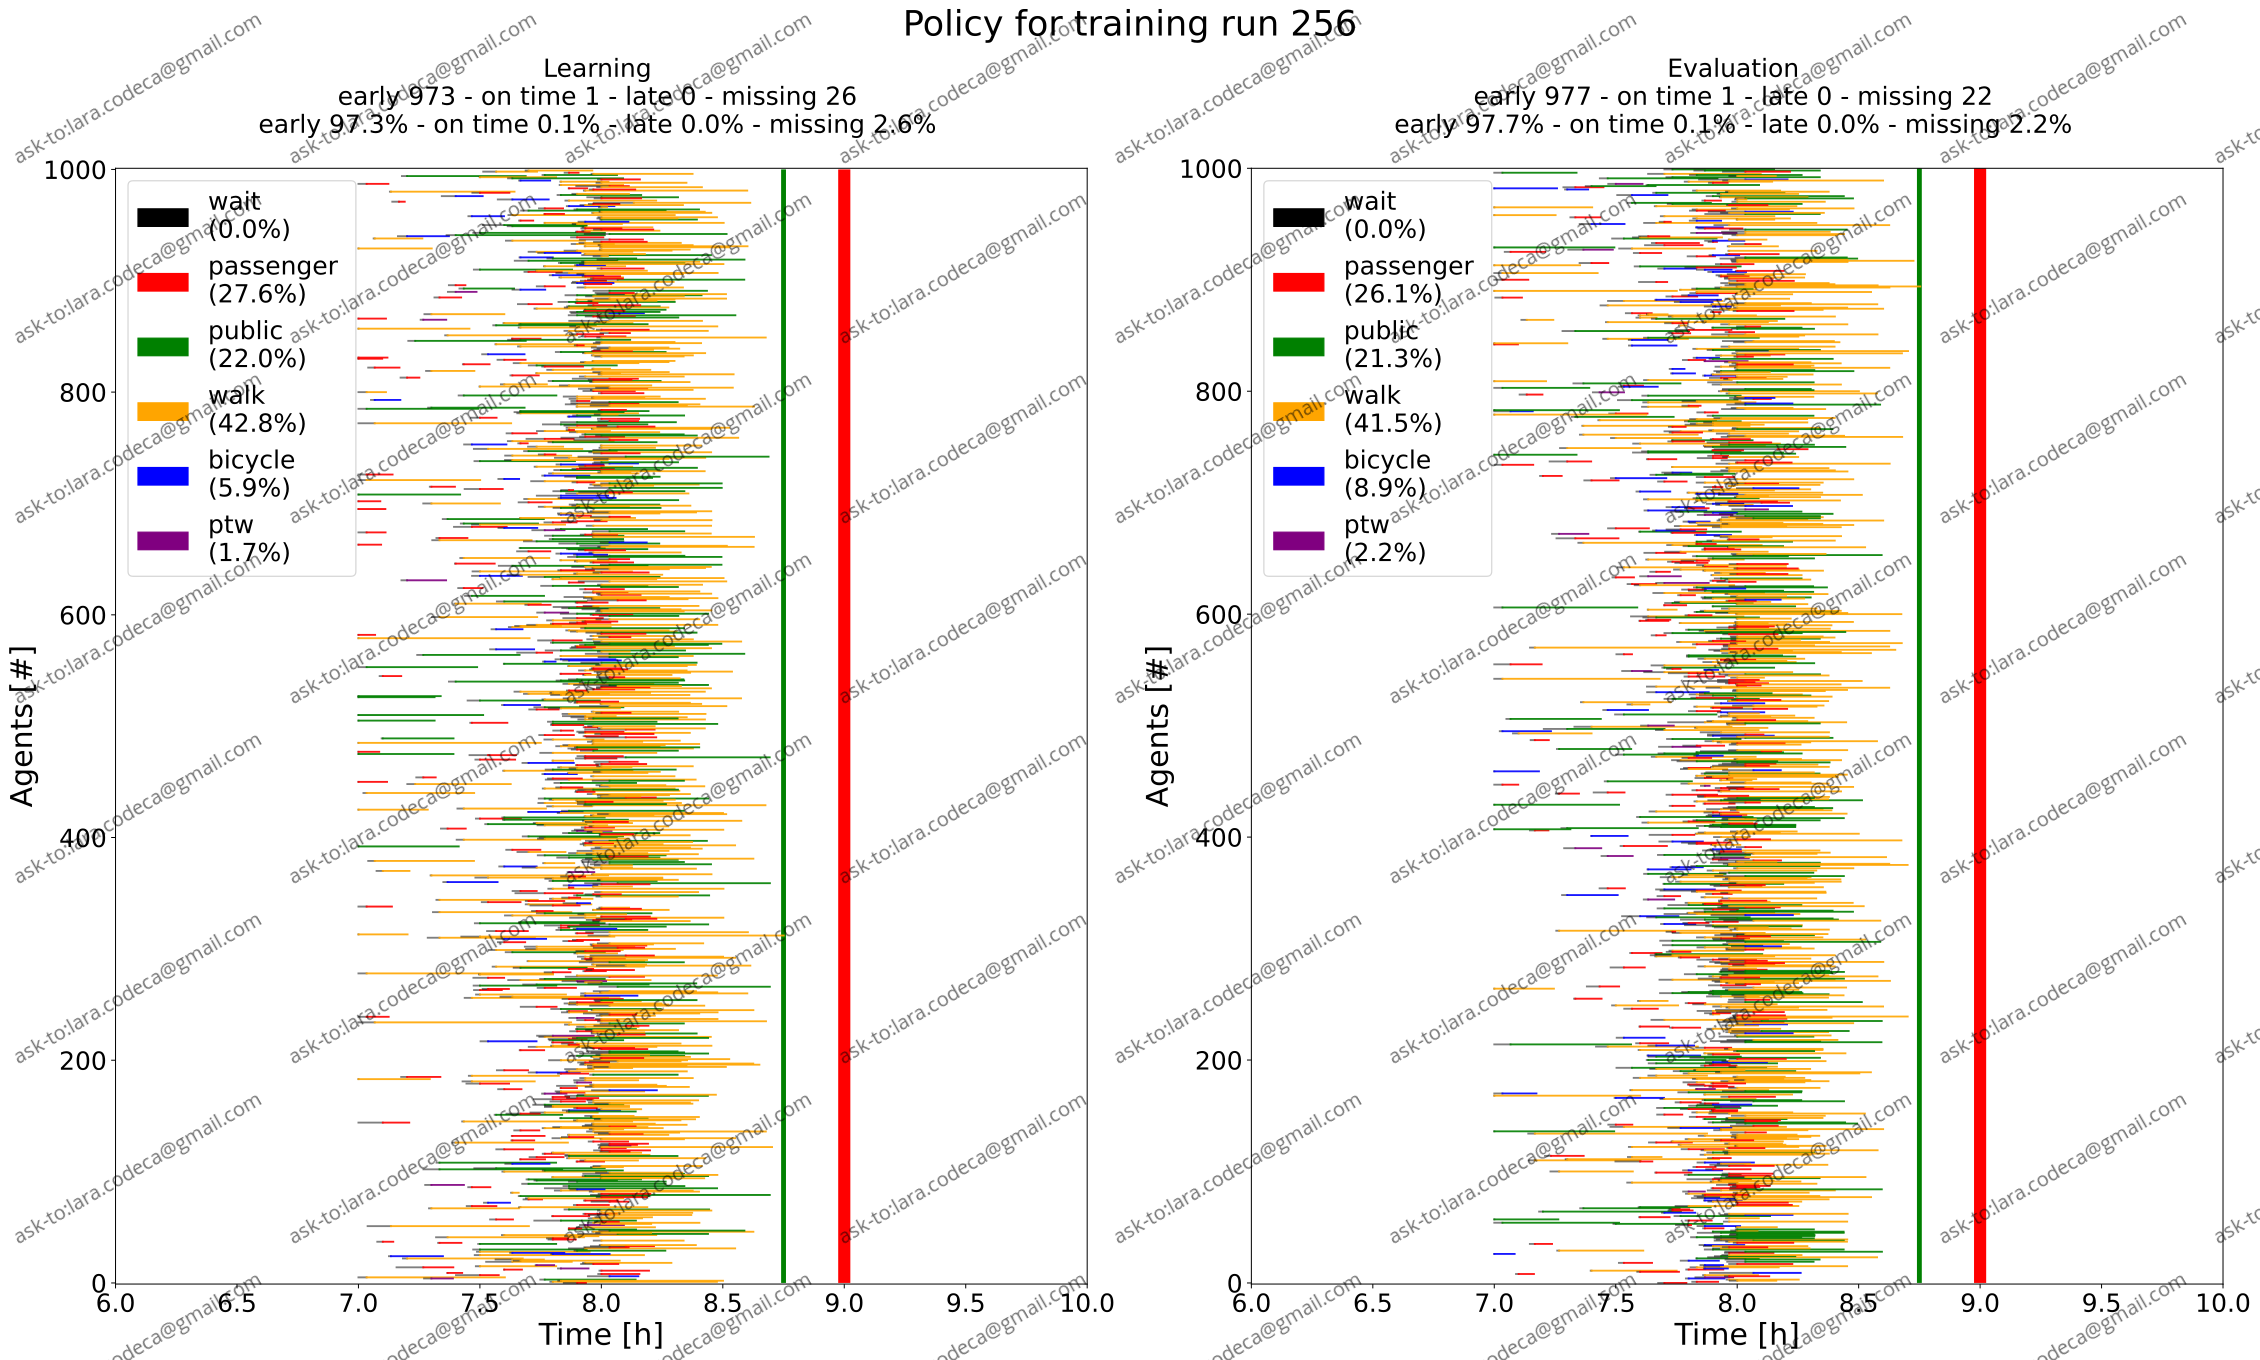 Policy for training run 256
Learning
early 973 - on time 1 - late 0 - missing 26
early 97.3% - on time 0.1% - late 0.0% - missing 2.6%
1000
800
600
400
200
0
Agents [#]
wait
(0.0%)
passenger
(27.6%)
public
(22.0%)
walk
(42.8%)
bicycle
(5.9%)
ptw
(1.7%)
6.0 6.5 7.0 7.5 8.0 8.5 9.0 9.5 10.0
Time [h]
Evaluation
early 977 - on time 1 - late 0 - missing 22
early 97.7% - on time 0.1% - late 0.0% - missing 2.2%
1000
800
600
400
200
0
Agents [#]
wait
(0.0%)
passenger
(26.1%)
public
(21.3%)
walk
(41.5%)
bicycle
(8.9%)
ptw
(2.2%)
6.0 6.5 7.0 7.5 8.0 8.5 9.0 9.5 10.0
Time [h]
ask-to:lara.codeca@gmail.com